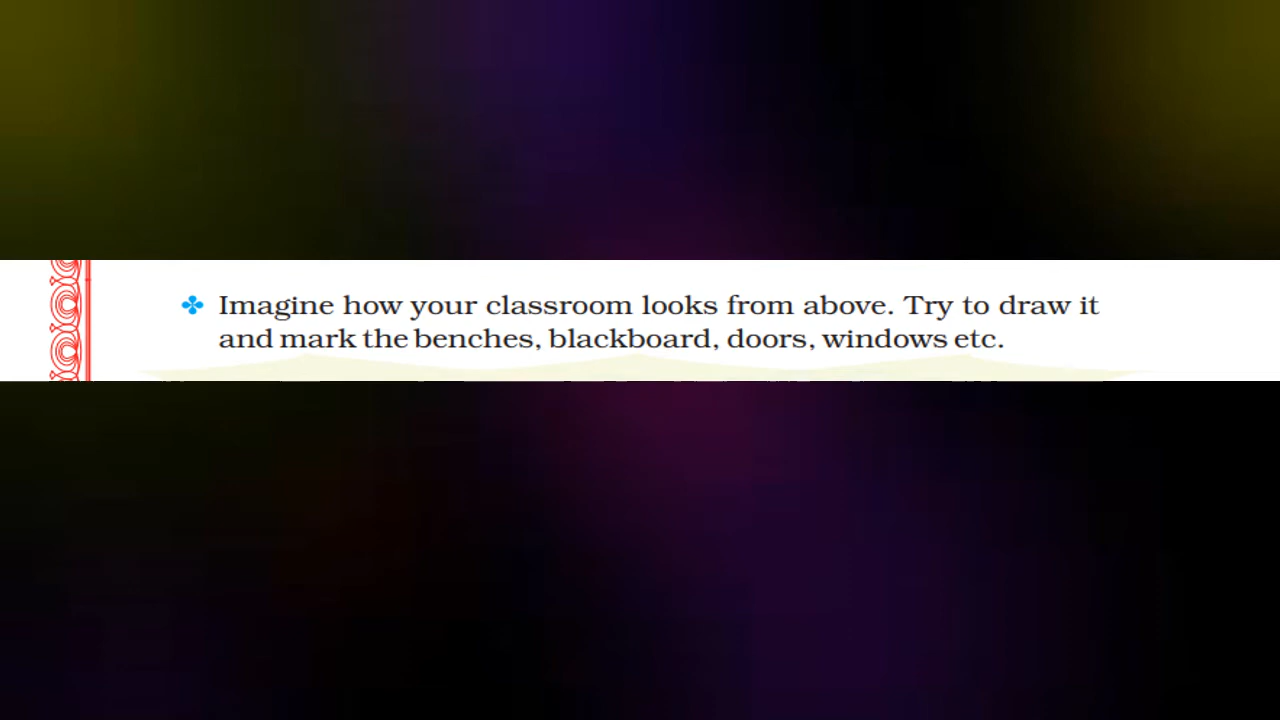 Imagine how your classroom looks from above. Try to draw it
and mark the benches, blackboard, doors, windows etc.